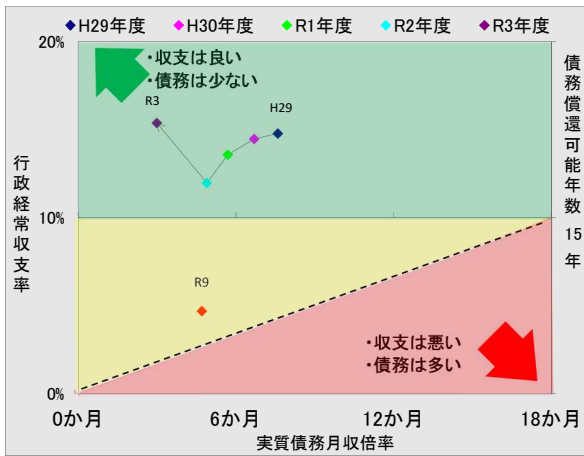 ◆H29年度 ◆H30年度 ◆R1年度 ◆R2年度 ◆R3年度
20%
・収支は良い
・債務は少ない
R3
H29
行政経常収支率
債務償還可能年数 15年
10%
R9
・収支は悪い
・債務は多い
0%
0か月 6か月 12か月 18か月
実質債務月収倍率